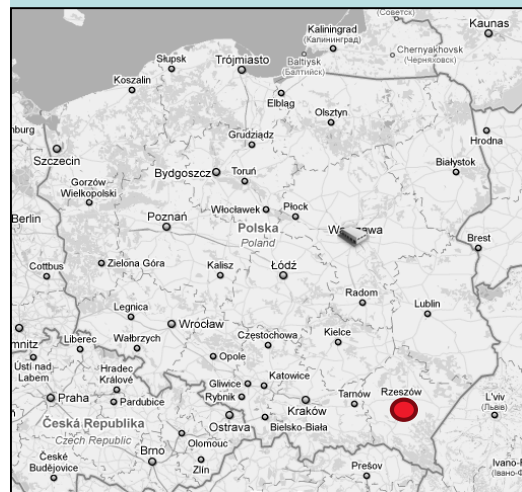 Kaliningrad
(Калининград)
(Советск)
Kaunas
Chernyakhovsk
(Черняховск)
Baltiysk
(Балтийск)
Słupsk
Trójmiasto
Koszalin
Elbląg
Olsztyn
Hrodna
Grudziądz
Szczecin
Białystok
Bydgoszcz
Toruń
Gorzów
Wielkopolski
Włocławek
Płock
Berlin
Poznań
Polska
Poland
Brest
Cottbus
Zielona Góra
Kalisz
Łódź
Radom
Lublin
Legnica
Wrocław
Kielce
Częstochowa
Liberec
Wałbrzych
Opole
Ústí nad
Labem
Hradec
Králové
Gliwice
Katowice
Rybnik
Tarnów
Rzeszów
L'viv
(Львів)
Praha
Pardubice
Kraków
Ostrava
Bielsko-Biała
Česká Republika
Czech Republic
Olomouc
Brno
Zlín
České
Budějovice
Prešov